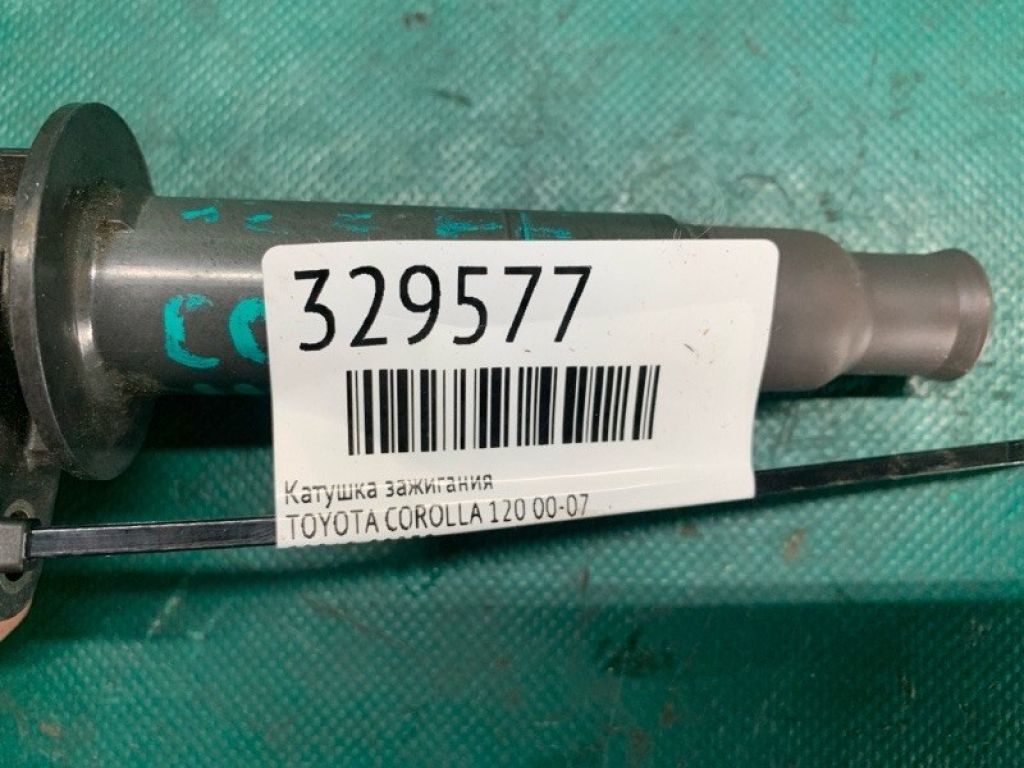 329577
Катушка зажигания
TOYOTA COROLLA 120 00-07